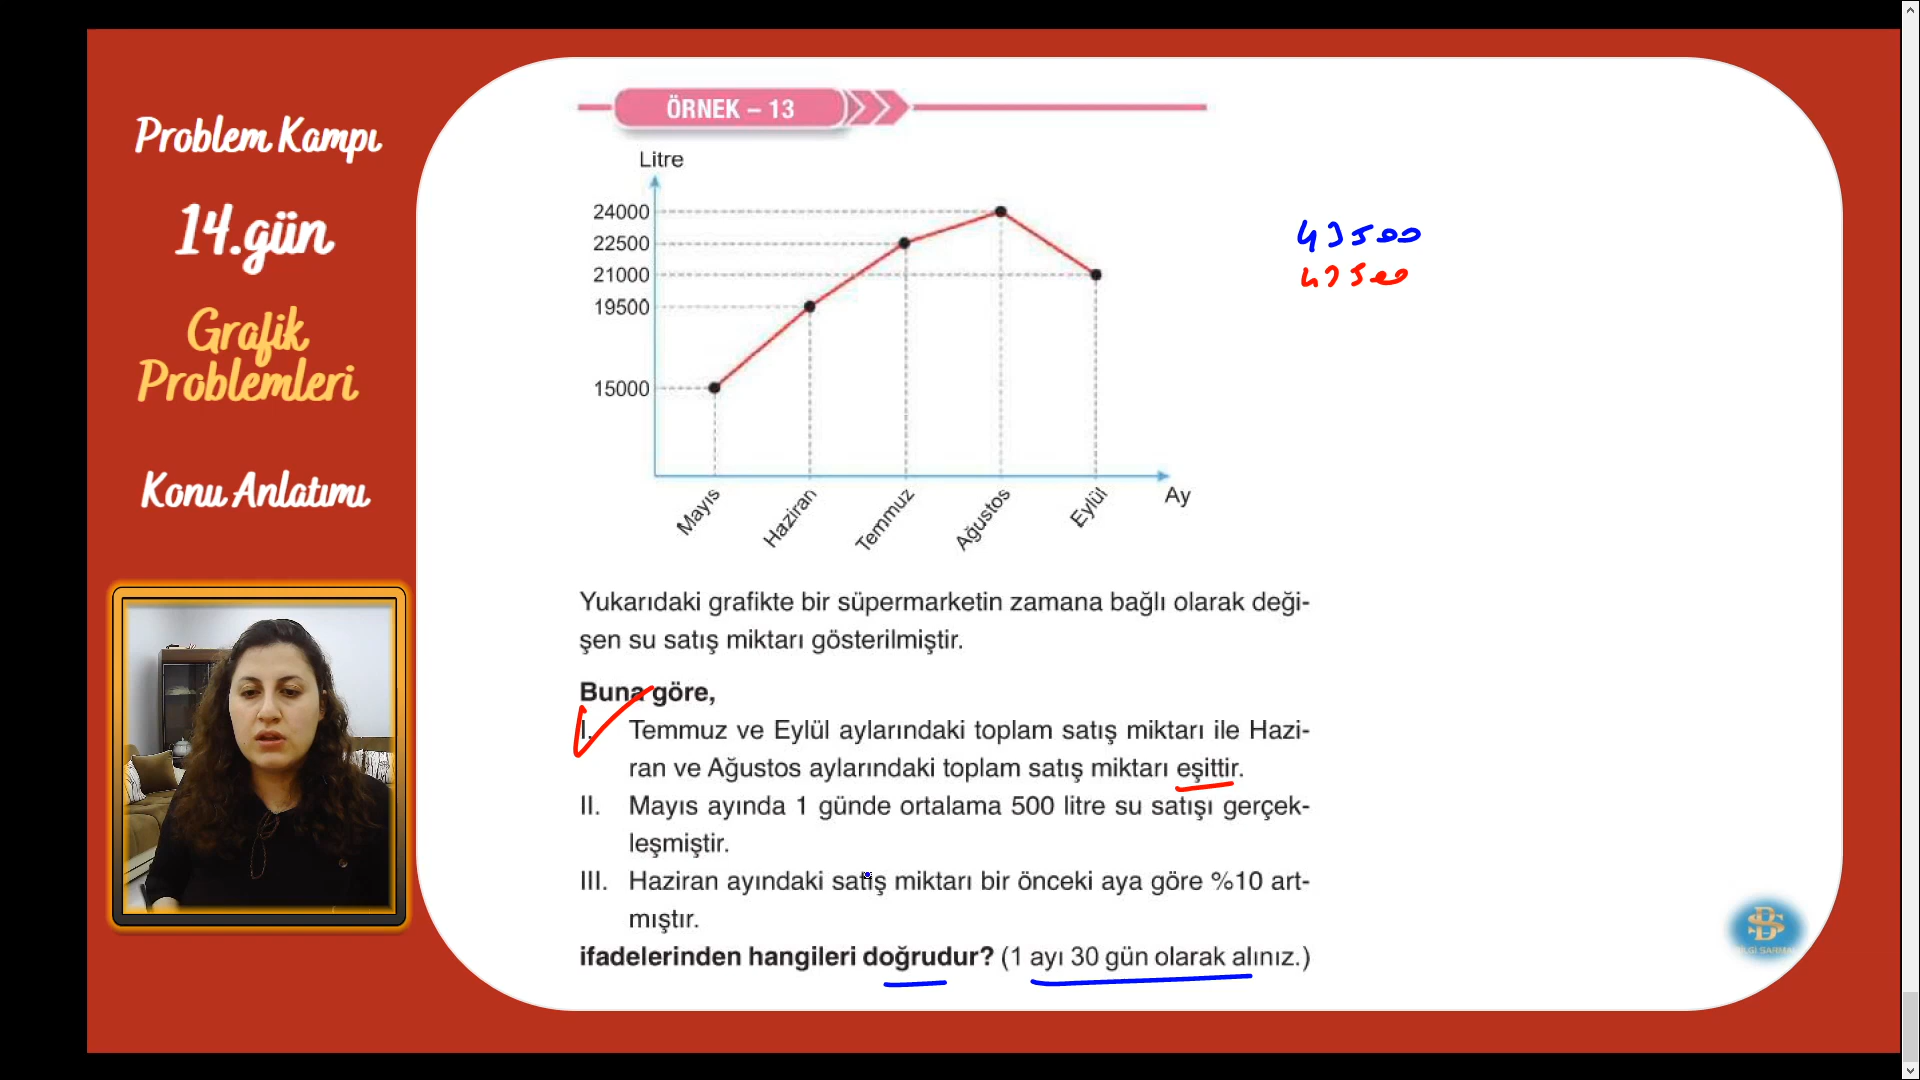 Problem Kampı
14.gün
Grafik
Problemleri
Konu Anlatımı
ÖRNEK – 13
Litre
24000
22500
21000
19500
15000
Mayıs
Haziran
Temmuz
Ağustos
Eylül
Ay
43500
43500
Yukarıdaki grafikte bir süpermarketin zamana bağlı olarak deği-
şen su satış miktarı gösterilmiştir.
Buna göre,
I. Temmuz ve Eylül aylarındaki toplam satış miktarı ile Hazi-
ran ve Ağustos aylarındaki toplam satış miktarı eşittir.
II. Mayıs ayında 1 günde ortalama 500 litre su satışı gerçek-
leşmiştir.
III. Haziran ayındaki satış miktarı bir önceki aya göre %10 art-
mıştır.
ifadelerinden hangileri doğrudur? (1 ayı 30 gün olarak alınız.)